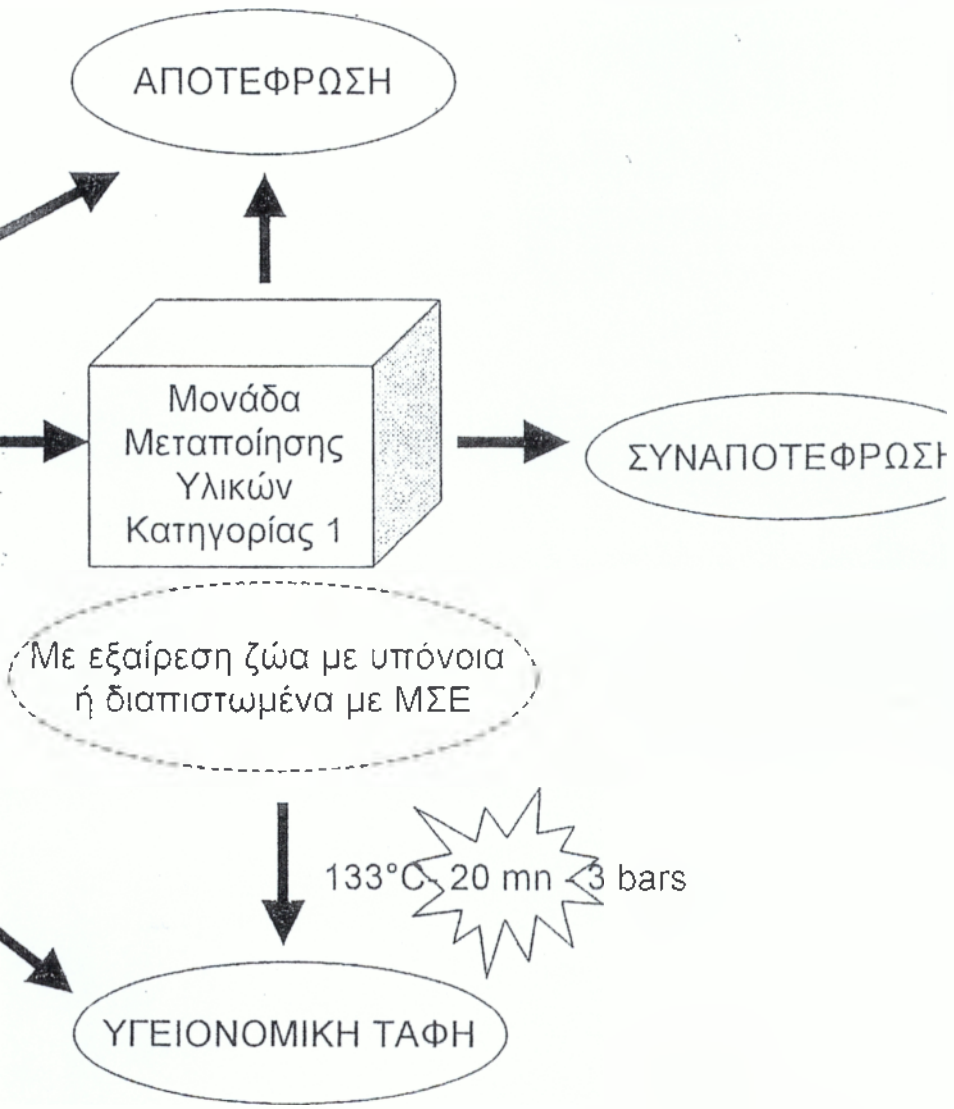 ΑΠΟΤΕΦΡΩΣΗ
Μονάδα
Μεταποίησης
Υλικών
Κατηγορίας 1
ΣΥΝΑΠΟΤΕΦΡΩΣΗ
Με εξαίρεση ζώα με υπόνοια
ή διαπιστωμένα με ΜΣΕ
133°C- 20 mn -3 bars
ΥΓΕΙΟΝΟΜΙΚΗ ΤΑΦΗ